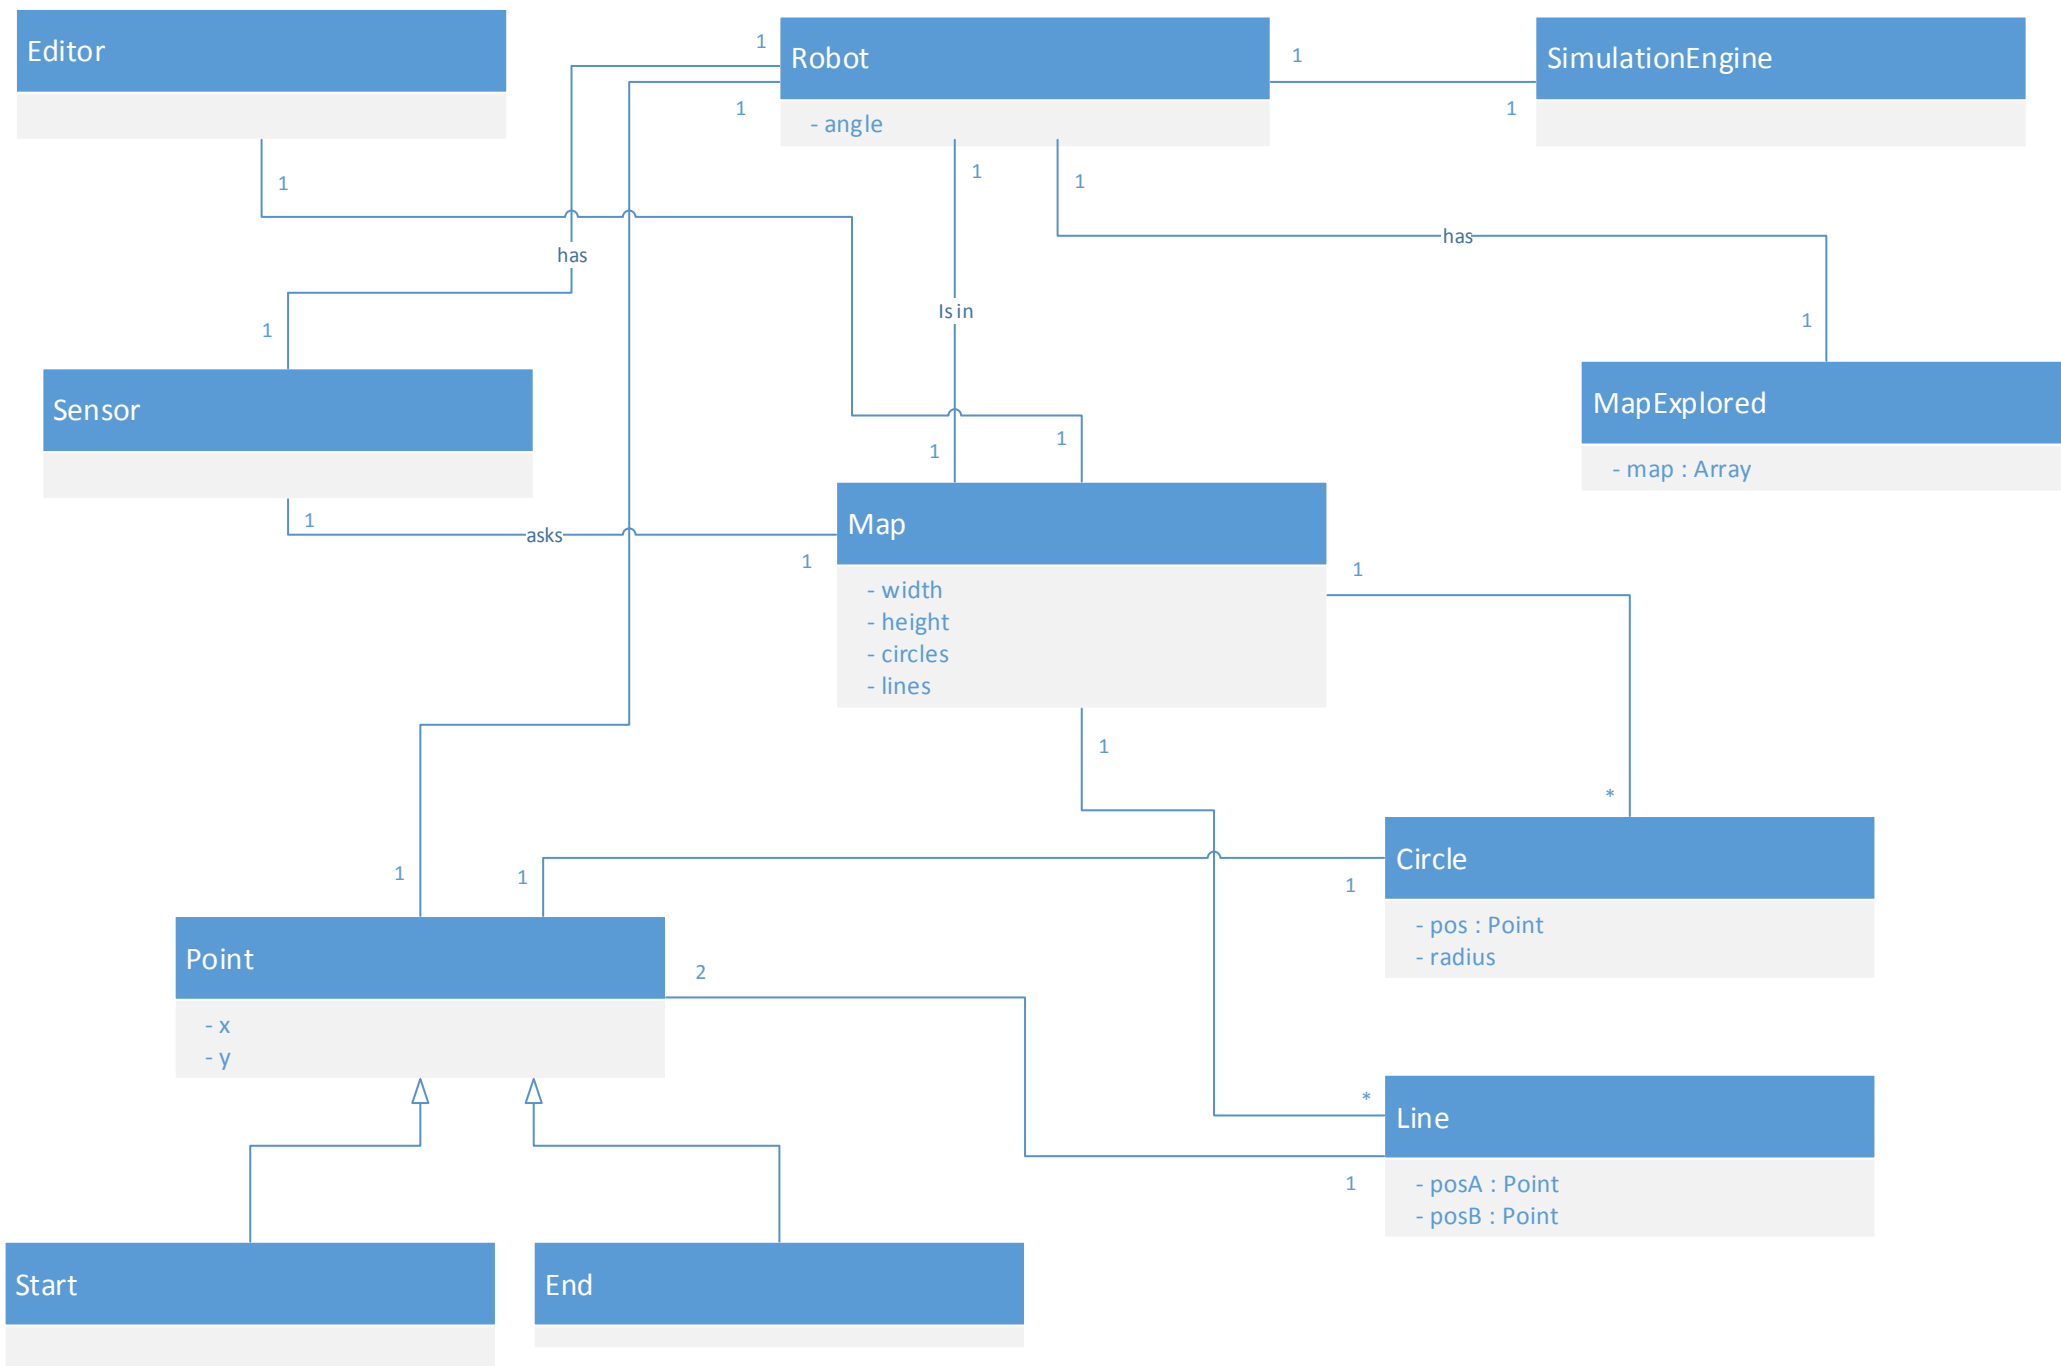 Editor
1
Robot
- angle
1
1
1
SimulationEngine
1
1
1
1
has
has
Is in
1
1
Sensor
MapExplored
- map : Array
1
1
1
asks
1
Map
- width
- height
- circles
- lines
1
1
*
1
1
1
Circle
- pos : Point
- radius
Point
- x
- y
2
*
Line
- posA : Point
- posB : Point
1
Start
End